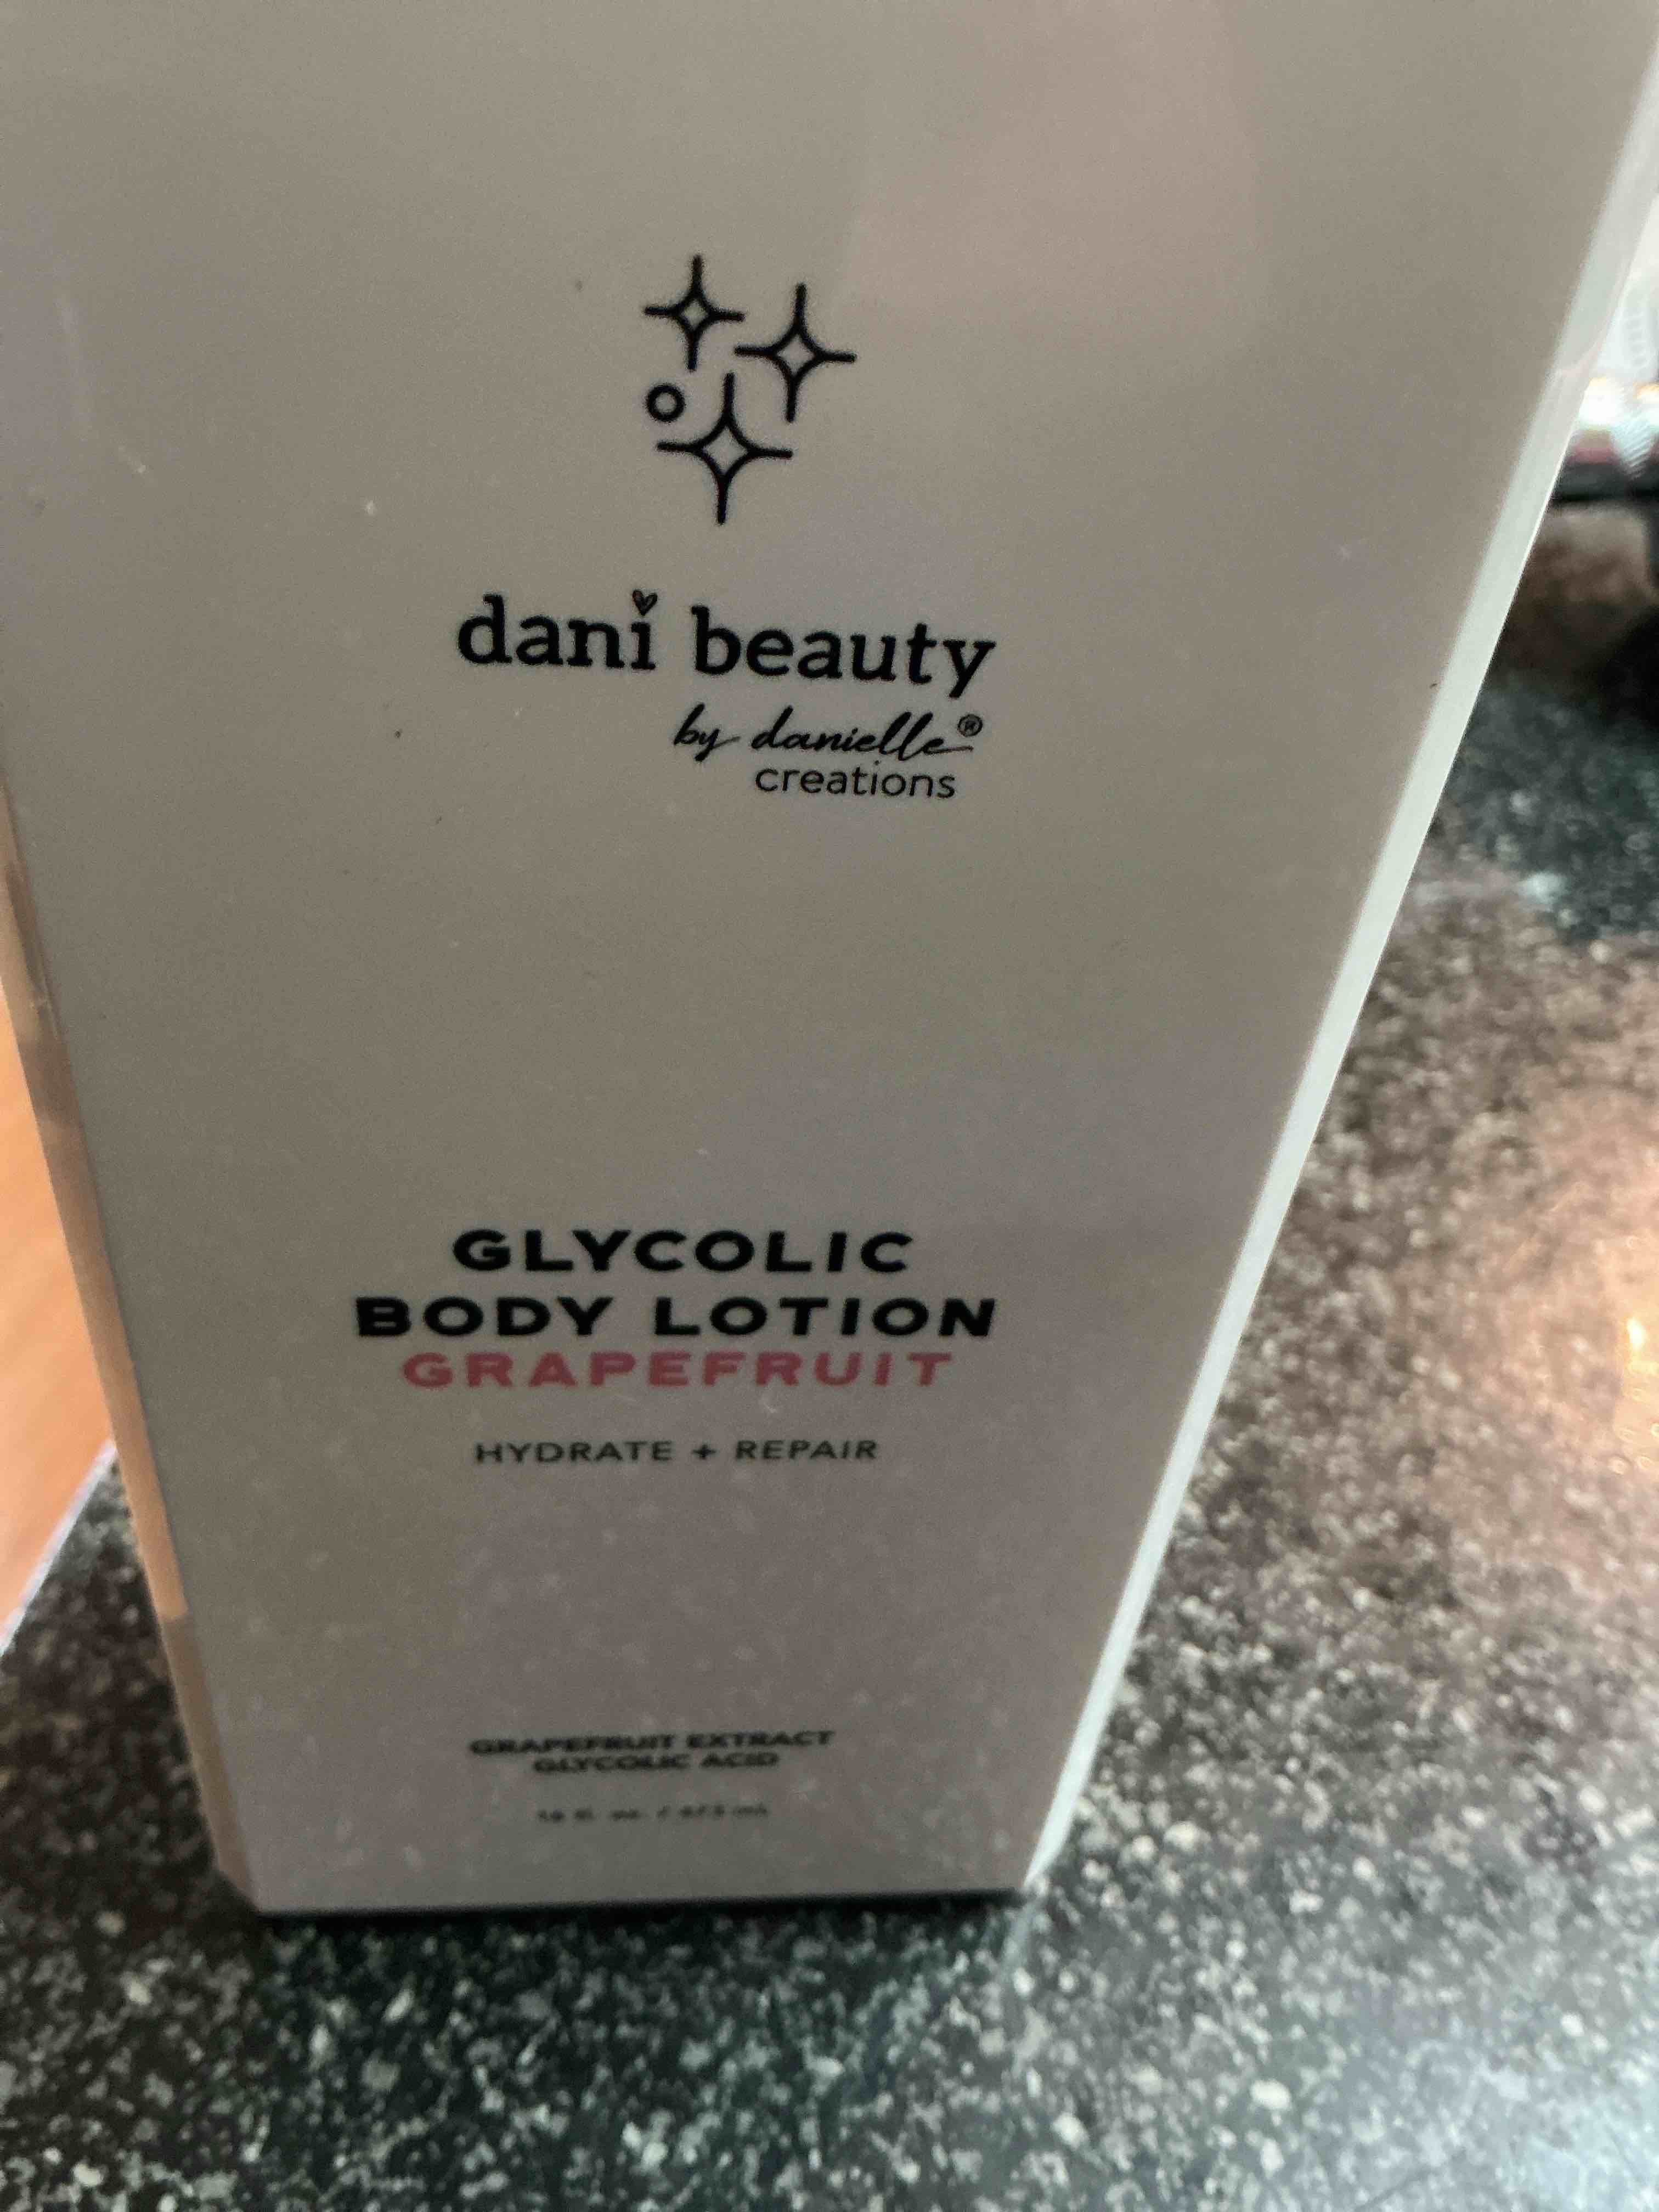 dani beauty
by danielle®
creations
GLYCOLIC
BODY LOTION
GRAPEFRUIT
HYDRATE + REPAIR
GRAPEFRUIT EXTRACT
GLYCOLIC ACID